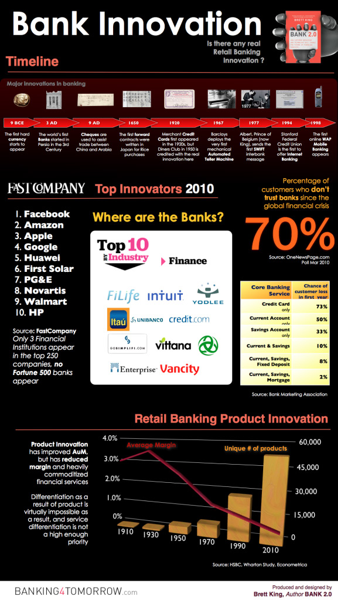 Bank Innovation
Is there any real
Retail Banking
Innovation ?
BRETT KING
BANK 2.0
Timeline
Major innovations in banking
9 BCE
3 AD
9 AD
1650
1930
1967
1977
1994
1998
The first hard
currency
starts to
appear
The world's first
Banks started in
Persia in the 3rd
Century
Cheques are
used to assist
trade between
China and Arabia
The first forward
contracts were
written in
Japan for Rice
purchases
Merchant Credit
Cards first appeared
in the 1920s, but
Diners Club in 1950 is
credited with the real
innovation here
Barclays
deploys the
very first
mechanical
Automated
Teller Machine
Albert, Prince of
Belgium (now
King), sends the
first SWIFT
interbank
message
Stanford
Federal
Credit Union
is the first to
offer Internet
Banking
The first
online WAP
Mobile
Banking
appears
FAST COMPANY
Top Innovators 2010
1. Facebook
2. Amazon
3. Apple
4. Google
5. Huawei
6. First Solar
7. PG&E
8. Novartis
9. Walmart
10. HP
Source: FastCompany
Only 3 Financial
Institutions appear
in the top 250
companies, no
Fortune 500 banks
appear
Where are the Banks?
Top 10
by
Industry
Finance
FiLife
intuit
YODLEE
Itaú
UNIBANCO
credit.com
vittana
Enterprise
Vancity
Percentage of
customers who don't
trust banks since the
global financial crisis
70%
Source: OneNewsPage.com
Poll Mar 2010
Core Banking
Service
Chance of
customer loss
in first year
Credit Card
only
73%
Current Account
only
50%
Savings Account
only
33%
Current & Savings
10%
Current, Savings,
Fixed Deposit
8%
Current, Savings,
Mortgage
2%
Source: Bank Marketing Association
Retail Banking Product Innovation
Product Innovation
has improved AuM,
but has reduced
margin and heavily
commoditized
financial services
Differentiation as a
result of product is
virtually impossible as
a result, and service
differentiation is not
a high enough
priority
4.0%
3.0%
2.0%
1.0%
0%
Average Margin
Unique # of products
60,000
45,000
30,000
15,000
0
1910
1930
1950
1970
1990
2010
Source: HSBC, Wharton Study, Econometrica
BANKING4TOMORROW.com
Produced and designed by
Brett King, Author BANK 2.0